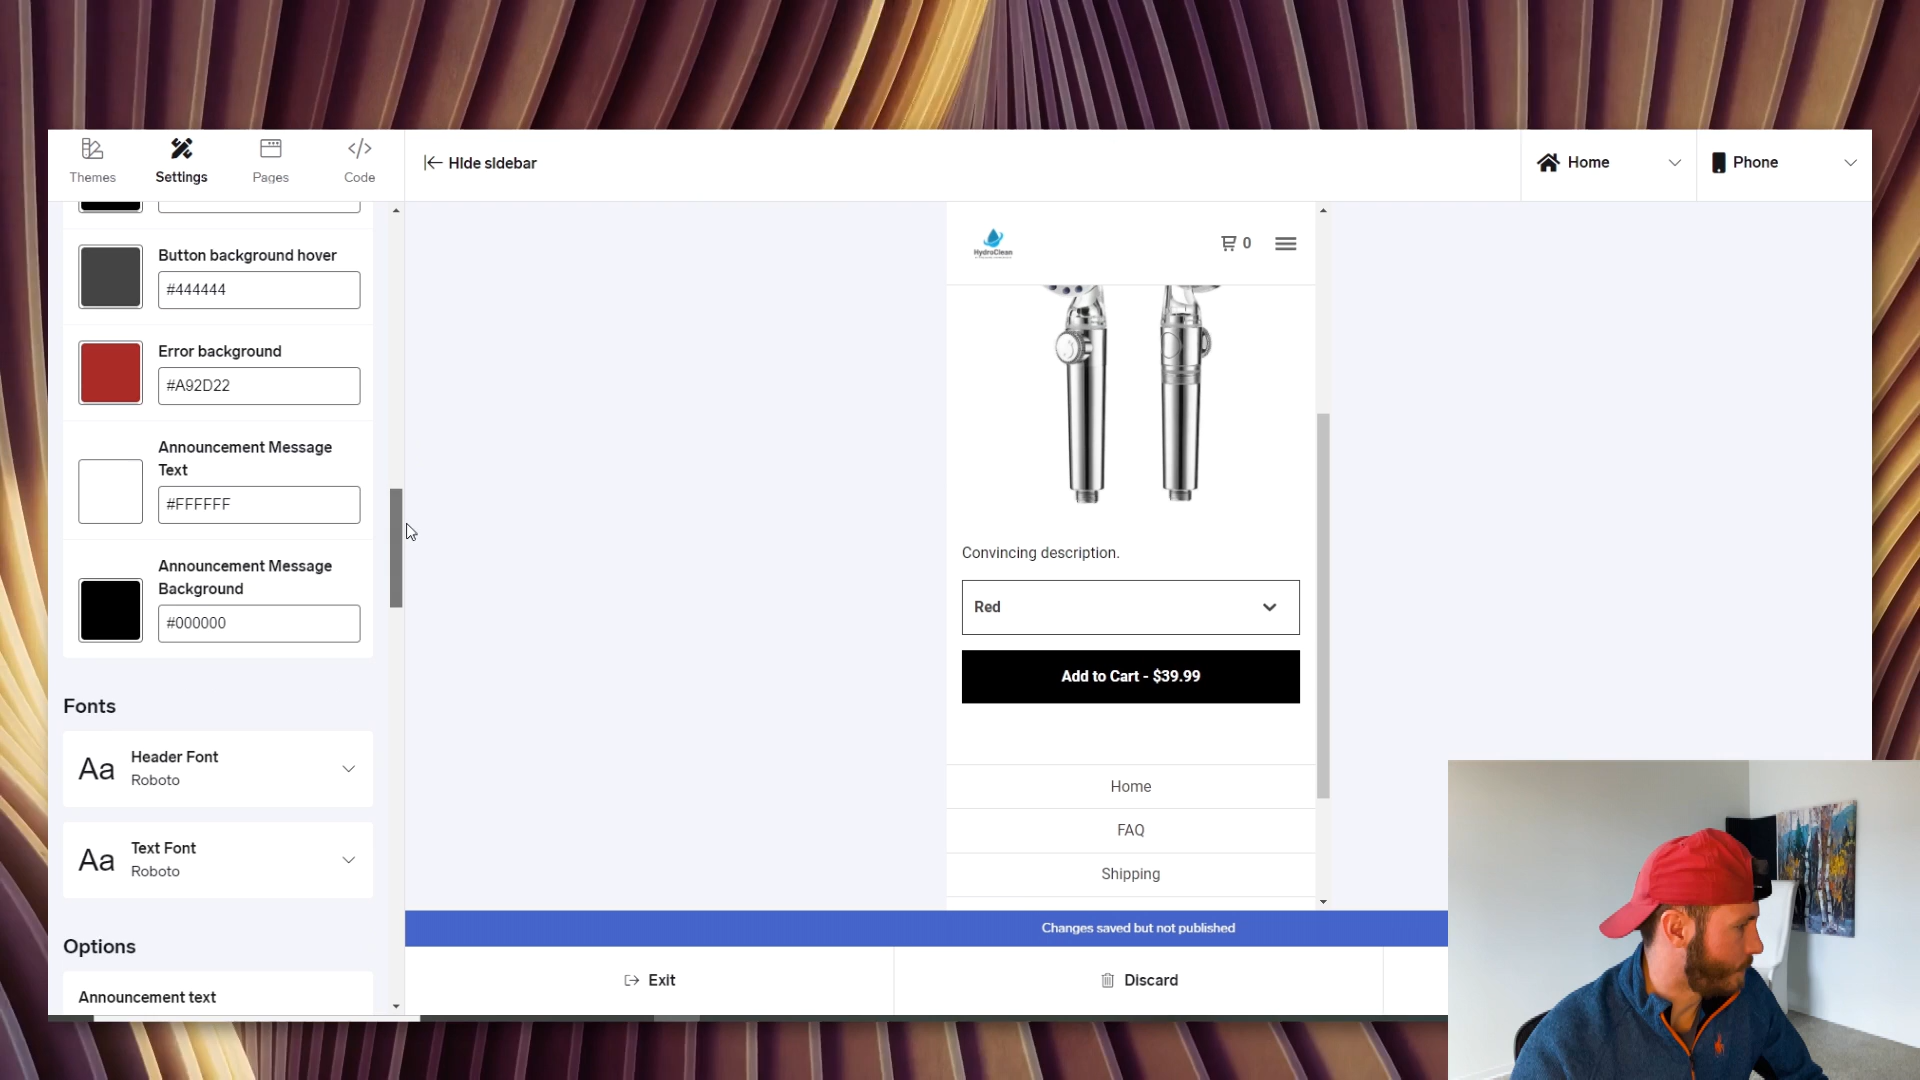 Themes
Settings
Pages
Code
Hide sidebar
Home
Phone
Button background hover
#444444
Error background
#A92D22
Announcement Message
Text
#FFFFFF
Announcement Message
Background
#000000
Fonts
Aa
Header Font
Roboto
Aa
Text Font
Roboto
Options
Announcement text
HydroClean
0
Convincing description.
Red
Add to Cart - $39.99
Home
FAQ
Shipping
Changes saved but not published
Exit
Discard